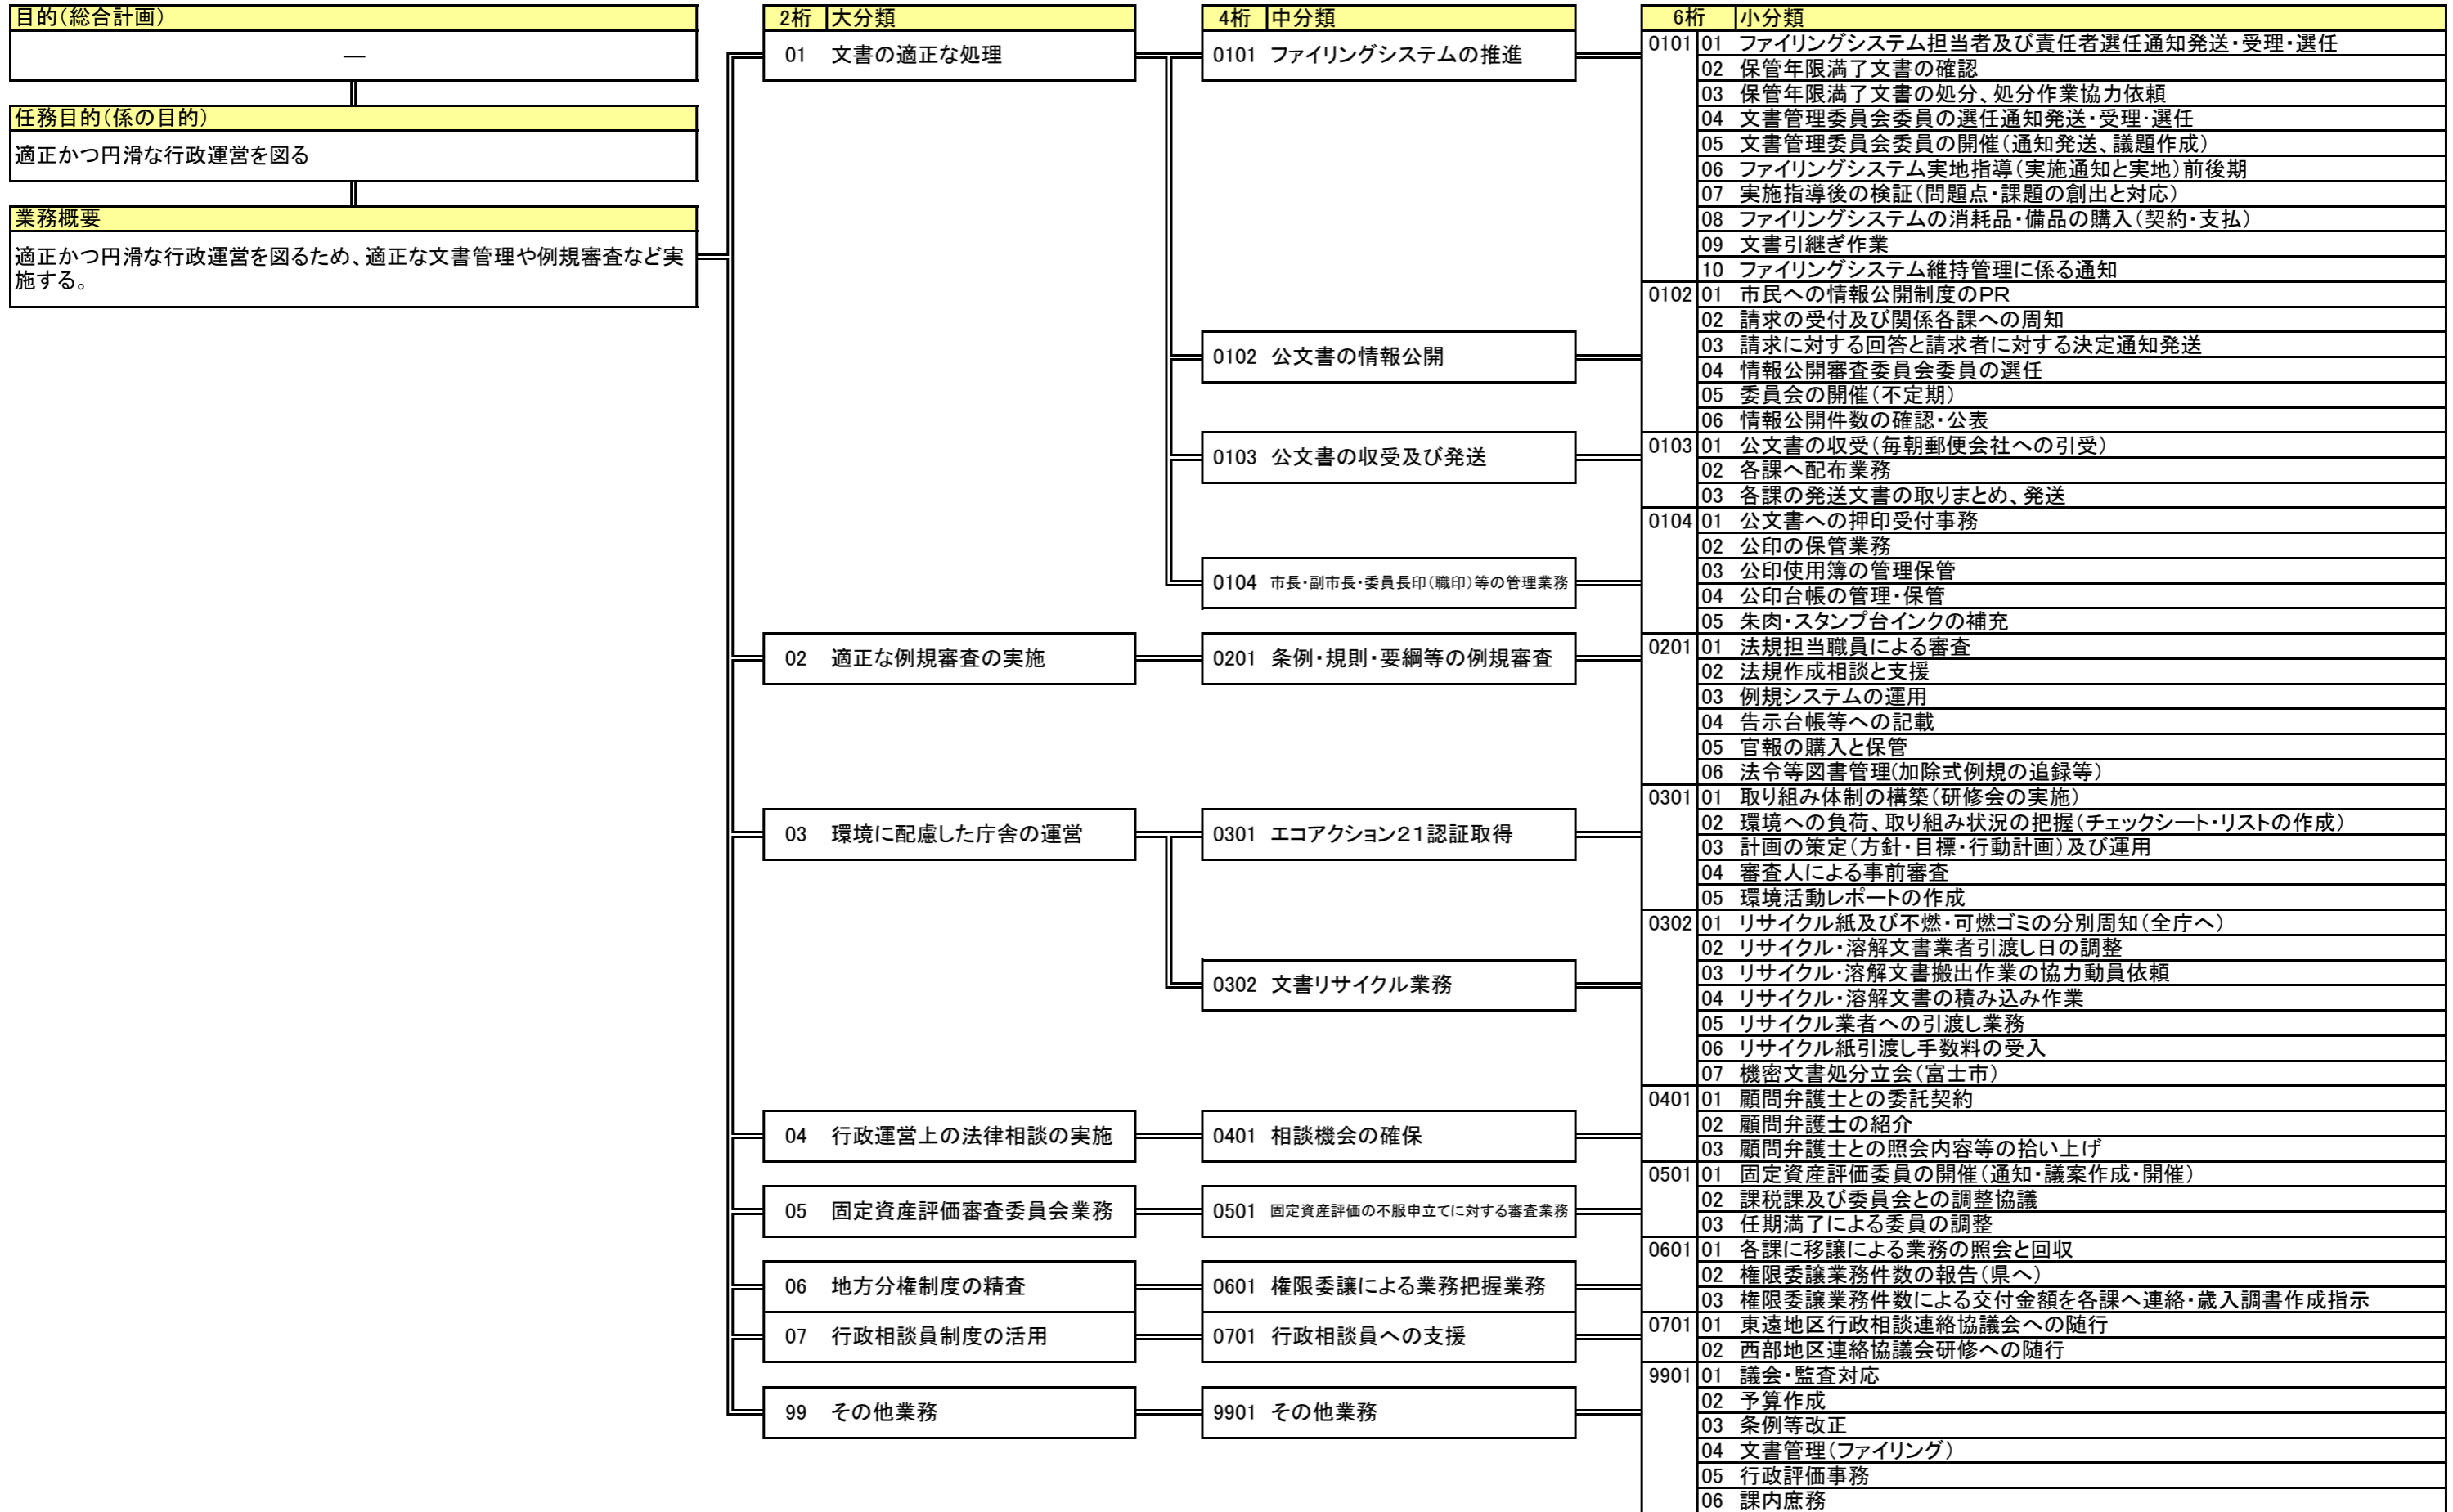 目的(総合計画)
―
任務目的(係の目的)
適正かつ円滑な行政運営を図る
業務概要
適正かつ円滑な行政運営を図るため、適正な文書管理や例規審査など実
施する。
2桁 大分類
01 文書の適正な処理
02 適正な例規審査の実施
03 環境に配慮した庁舎の運営
04 行政運営上の法律相談の実施
05 固定資産評価審査委員会業務
06 地方分権制度の精査
07 行政相談員制度の活用
99 その他業務
4桁 中分類
0101 ファイリングシステムの推進
0102 公文書の情報公開
0103 公文書の収受及び発送
0104 市長・副市長・委員長印(職印)等の管理業務
0201 条例・規則・要綱等の例規審査
0301 エコアクション21認証取得
0302 文書リサイクル業務
0401 相談機会の確保
0501 固定資産評価の不服申立てに対する審査業務
0601 権限委譲による業務把握業務
0701 行政相談員への支援
9901 その他業務
6桁 小分類
0101 01 ファイリングシステム担当者及び責任者選任通知発送・受理・選任
02 保管年限満了文書の確認
03 保管年限満了文書の処分、処分作業協力依頼
04 文書管理委員会委員の選任通知発送・受理・選任
05 文書管理委員会委員の開催(通知発送、議題作成)
06 ファイリングシステム実地指導(実施通知と実地)前後期
07 実施指導後の検証(問題点・課題の創出と対応)
08 ファイリングシステムの消耗品・備品の購入(契約・支払)
09 文書引継ぎ作業
10 ファイリングシステム維持管理に係る通知
0102 01 市民への情報公開制度のPR
02 請求の受付及び関係各課への周知
03 請求に対する回答と請求者に対する決定通知発送
04 情報公開審査委員会委員の選任
05 委員会の開催(不定期)
06 情報公開件数の確認・公表
0103 01 公文書の収受(毎朝郵便会社への引受)
02 各課へ配布業務
03 各課の発送文書の取りまとめ、発送
0104 01 公文書への押印受付事務
02 公印の保管業務
03 公印使用簿の管理保管
04 公印台帳の管理・保管
05 朱肉・スタンプ台インクの補充
0201 01 法規担当職員による審査
02 法規作成相談と支援
03 例規システムの運用
04 告示台帳等への記載
05 官報の購入と保管
06 法令等図書管理(加除式例規の追録等)
0301 01 取り組み体制の構築(研修会の実施)
02 環境への負荷、取り組み状況の把握(チェックシート・リストの作成)
03 計画の策定(方針・目標・行動計画)及び運用
04 審査人による事前審査
05 環境活動レポートの作成
0302 01 リサイクル紙及び不燃・可燃ゴミの分別周知(全庁へ)
02 リサイクル・溶解文書業者引渡し日の調整
03 リサイクル・溶解文書搬出作業の協力動員依頼
04 リサイクル・溶解文書の積み込み作業
05 リサイクル業者への引渡し業務
06 リサイクル紙引渡し手数料の受入
07 機密文書処分立会(富士市)
0401 01 顧問弁護士との委託契約
02 顧問弁護士の紹介
03 顧問弁護士との照会内容等の拾い上げ
0501 01 固定資産評価委員の開催(通知・議案作成・開催)
02 課税課及び委員会との調整協議
03 任期満了による委員の調整
0601 01 各課に移譲による業務の照会と回収
02 権限委譲業務件数の報告(県へ)
03 権限委譲業務件数による交付金額を各課へ連絡・歳入調書作成指示
0701 01 東遠地区行政相談連絡協議会への随行
02 西部地区連絡協議会研修への随行
9901 01 議会・監査対応
02 予算作成
03 条例等改正
04 文書管理(ファイリング)
05 行政評価事務
06 課内庶務